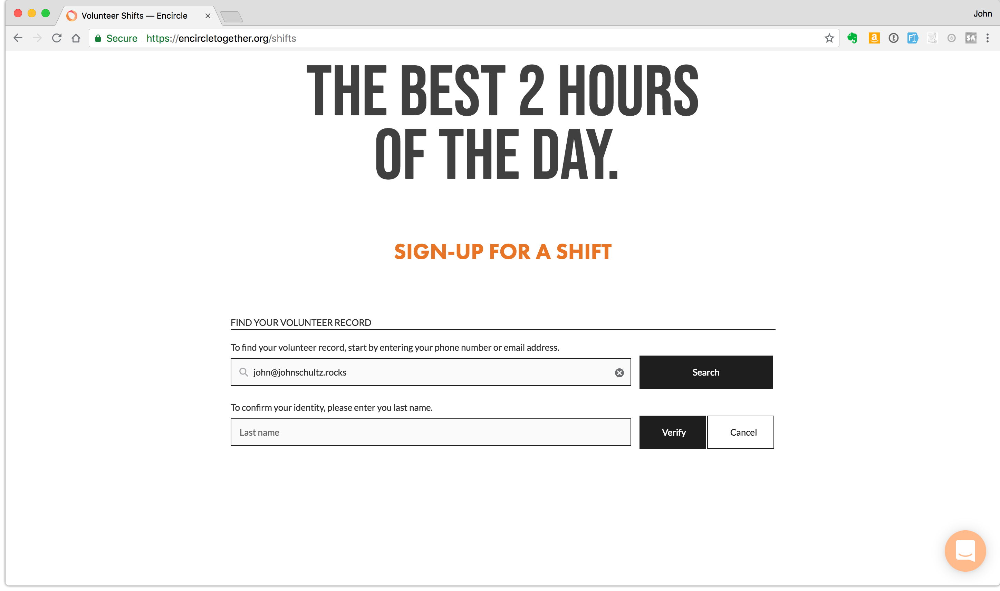 Volunteer Shifts — Encircle
John
Secure https://encircletogether.org/shifts
a
FI
SA
THE BEST 2 HOURS
OF THE DAY.
SIGN-UP FOR A SHIFT
FIND YOUR VOLUNTEER RECORD
To find your volunteer record, start by entering your phone number or email address.
john@johnschultz.rocks
Search
To confirm your identity, please enter you last name.
Last name
Verify
Cancel